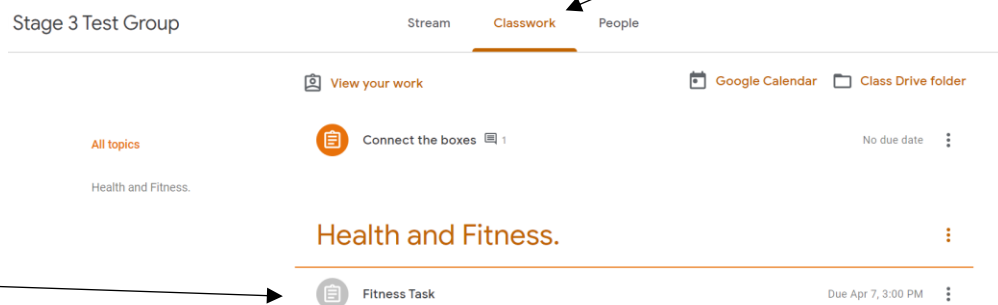 Stage 3 Test Group Stream Classwork People
View your work Google Calendar Class Drive folder
All topics
Connect the boxes 1 No due date
Health and Fitness.
Health and Fitness.
Fitness Task Due Apr 7, 3:00 PM